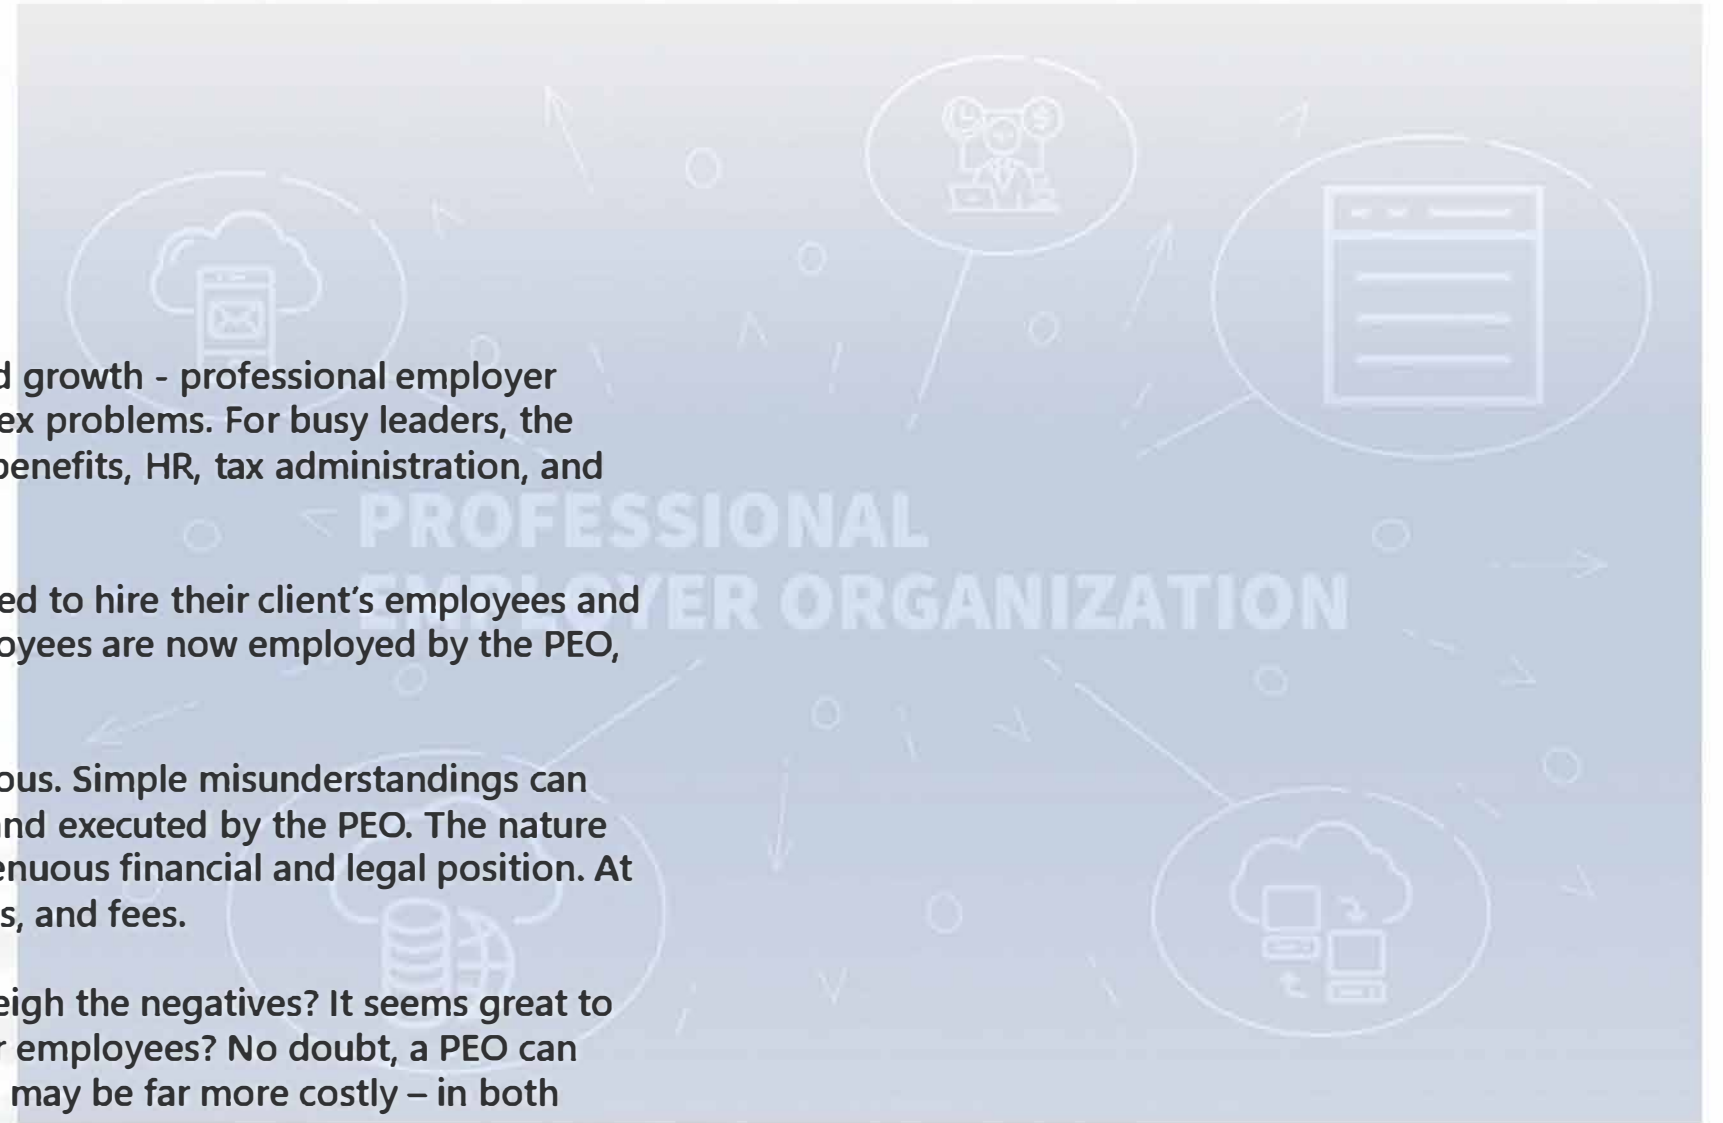 d growth - professional employer
ex problems. For busy leaders, the
benefits, HR, tax administration, and
PROFESSIONAL
EMPLOYER ORGANIZATION
ed to hire their client's employees and
oyees are now employed by the PEO,
ous. Simple misunderstandings can
and executed by the PEO. The nature
enuous financial and legal position. At
s, and fees.
eigh the negatives? It seems great to
r employees? No doubt, a PEO can
may be far more costly – in both